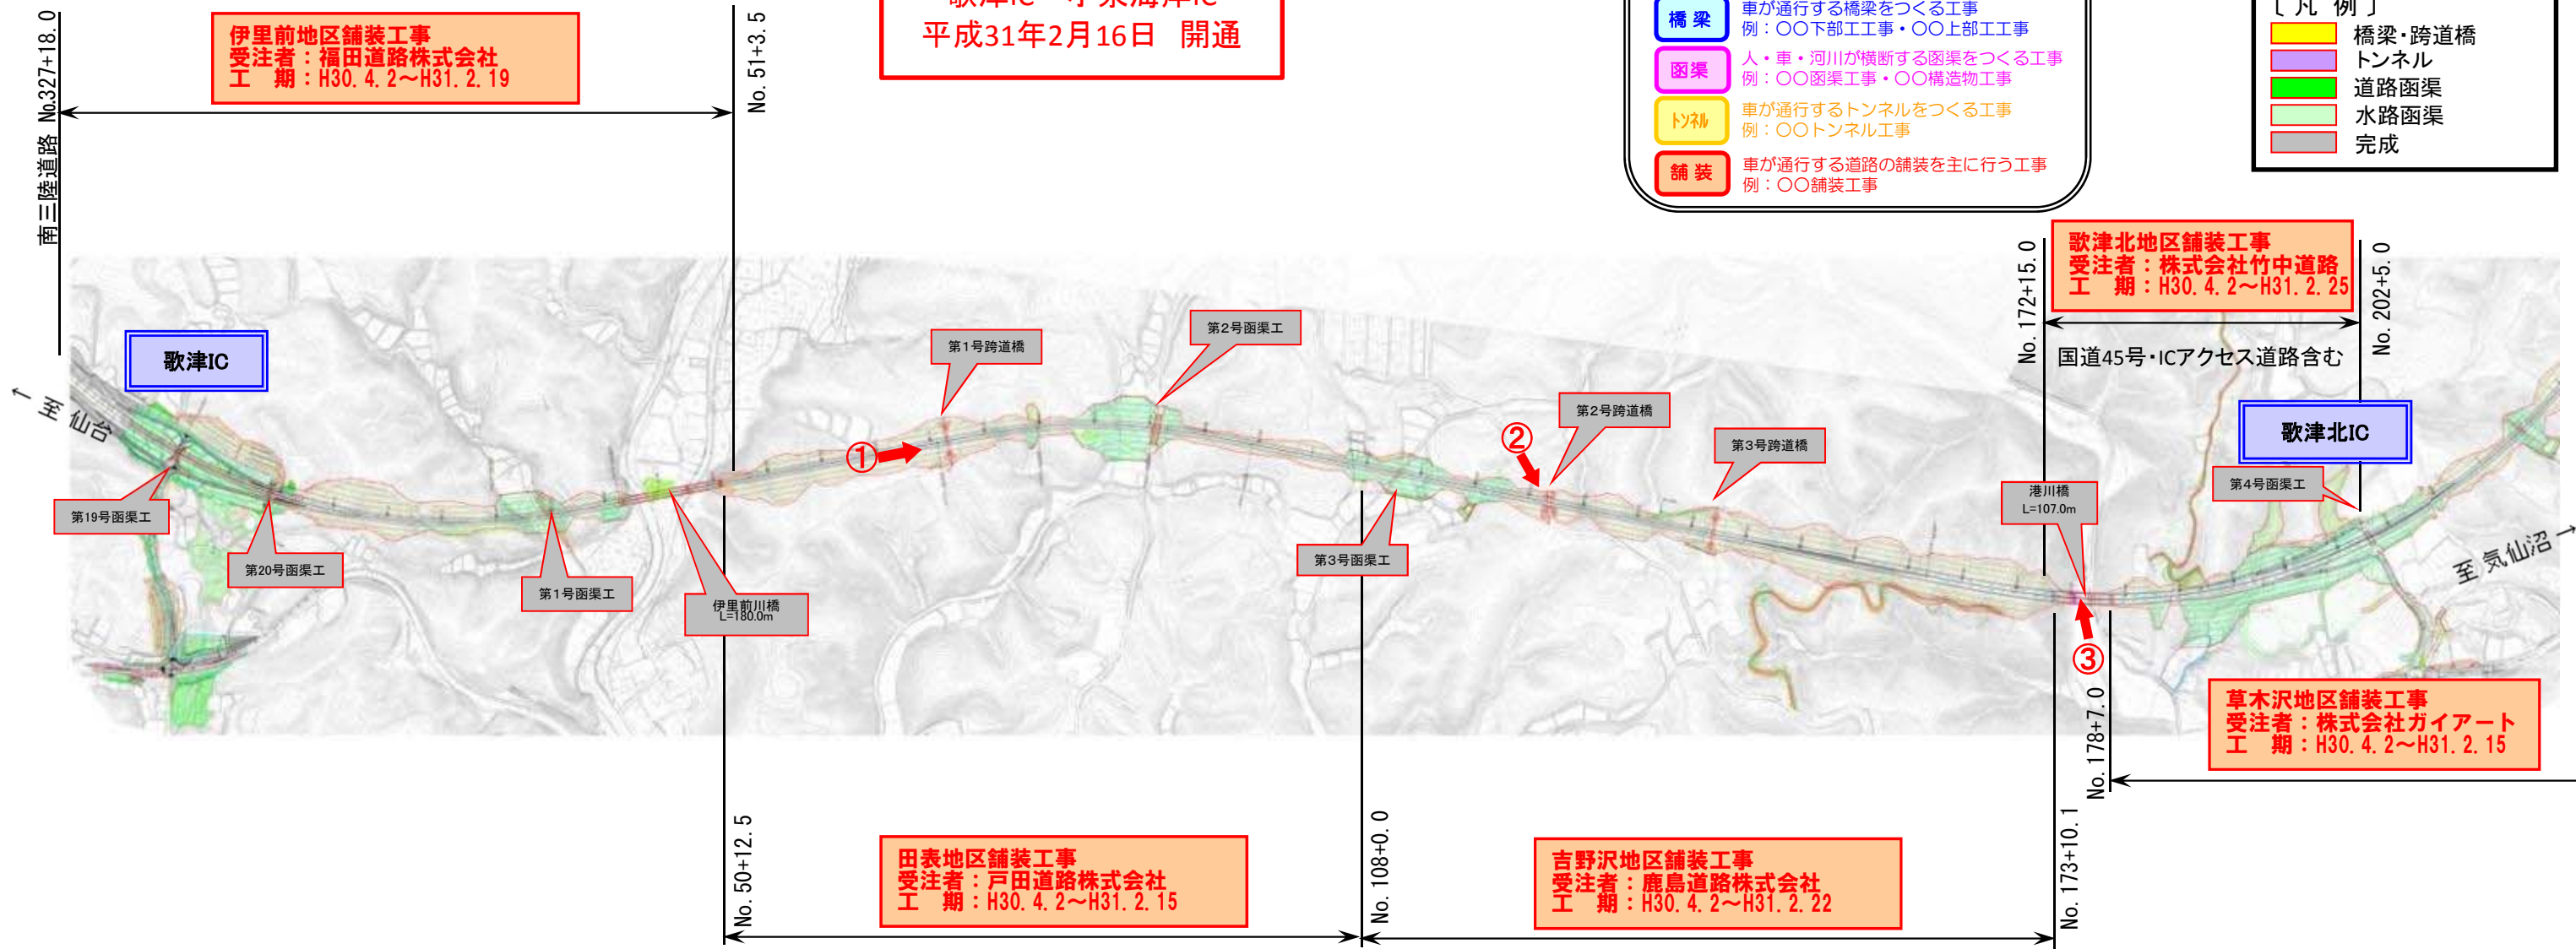 伊里前地区舗装工事
受注者：福田道路株式会社
工　期：H30.4.2～H31.2.19
平成31年2月16日　開通
橋梁
車が通行する橋梁をつくる工事
例：〇〇下部工工事・〇〇上部工工事
函渠
人・車・河川が横断する函渠をつくる工事
例：〇〇函渠工事・〇〇構造物工事
トンネル
車が通行するトンネルをつくる工事
例：〇〇トンネル工事
舗装
車が通行する道路の舗装を主に行う工事
例：〇〇舗装工事
〔 凡 例 〕
橋梁・跨道橋
トンネル
道路函渠
水路函渠
完成
南三陸道路 No.327+18.0
No. 51+3.5
歌津北地区舗装工事
受注者：株式会社竹中道路
工　期：H30.4.2～H31.2.25
No. 172+15.0
No. 202+5.0
国道45号・ICアクセス道路含む
歌津IC
歌津北IC
← 至 仙台
至 気仙沼 →
第1号跨道橋
第2号函渠工
第2号跨道橋
第3号跨道橋
①
②
③
第19号函渠工
第20号函渠工
第1号函渠工
伊里前川橋
L=180.0m
第3号函渠工
港川橋
L=107.0m
第4号函渠工
草木沢地区舗装工事
受注者：株式会社ガイアート
工　期：H30.4.2～H31.2.15
No. 178+7.0
No. 50+12.5
田表地区舗装工事
受注者：戸田道路株式会社
工　期：H30.4.2～H31.2.15
No. 108+0.0
吉野沢地区舗装工事
受注者：鹿島道路株式会社
工　期：H30.4.2～H31.2.22
No. 173+10.1